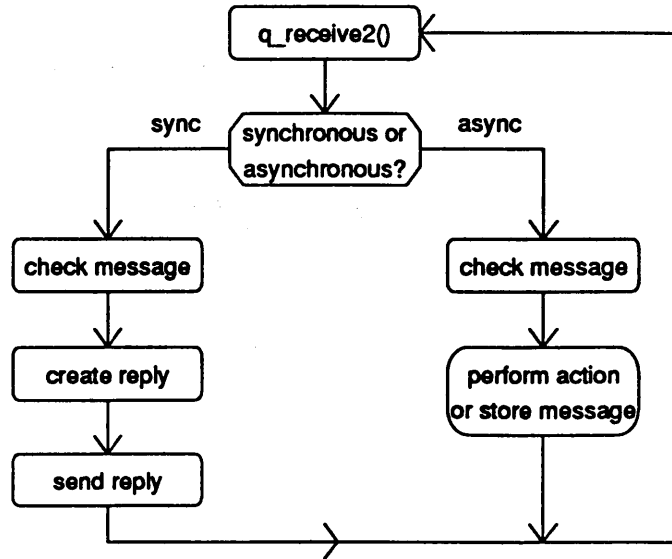 q_receive2()
sync
synchronous or
asynchronous?
async
check message
check message
create reply
perform action
or store message
send reply